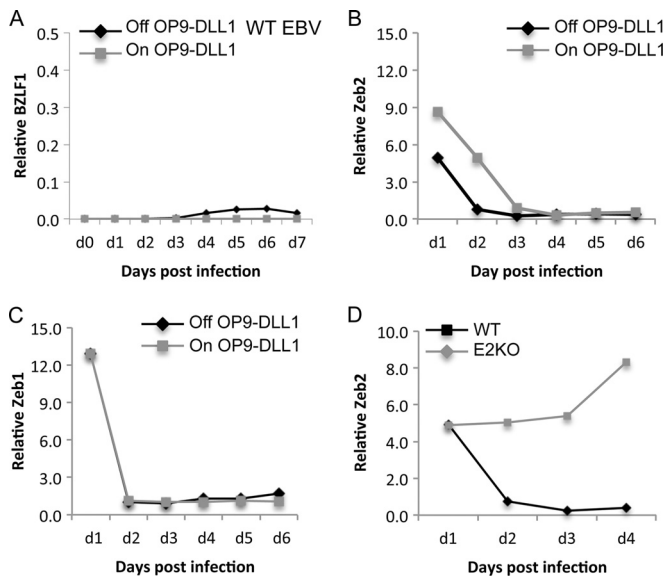 A
Off OP9-DLL1 WT EBV
On OP9-DLL1
Relative BZLF1
0.5
0.4
0.3
0.2
0.1
0.0
d0 d1 d2 d3 d4 d5 d6 d7
Days post infection
B
Off OP9-DLL1
On OP9-DLL1
Relative Zeb2
9.0
6.0
3.0
0.0
d1 d2 d3 d4 d5 d6
Day post infection
C
Off OP9-DLL1
On OP9-DLL1
Relative Zeb1
15.0
12.0
9.0
6.0
3.0
0.0
d1 d2 d3 d4 d5 d6
Days post infection
D
WT
E2KO
Relative Zeb2
10.0
8.0
6.0
4.0
2.0
0.0
d1 d2 d3 d4
Days post infection